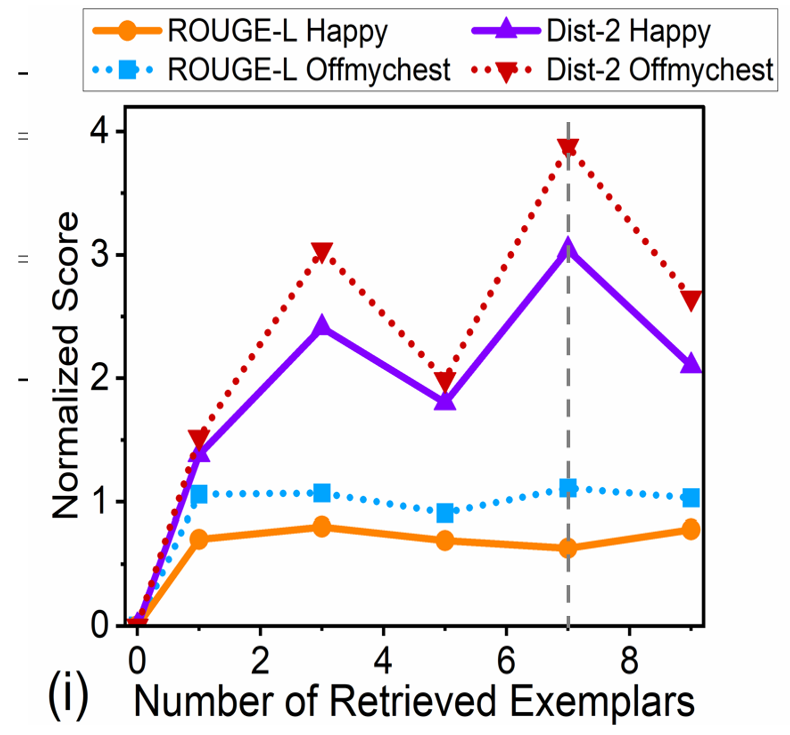 ROUGE-L Happy Dist-2 Happy
ROUGE-L Offmychest Dist-2 Offmychest
4
3
2
1
0
Normalized Score
0 2 4 6 8
(i) Number of Retrieved Exemplars